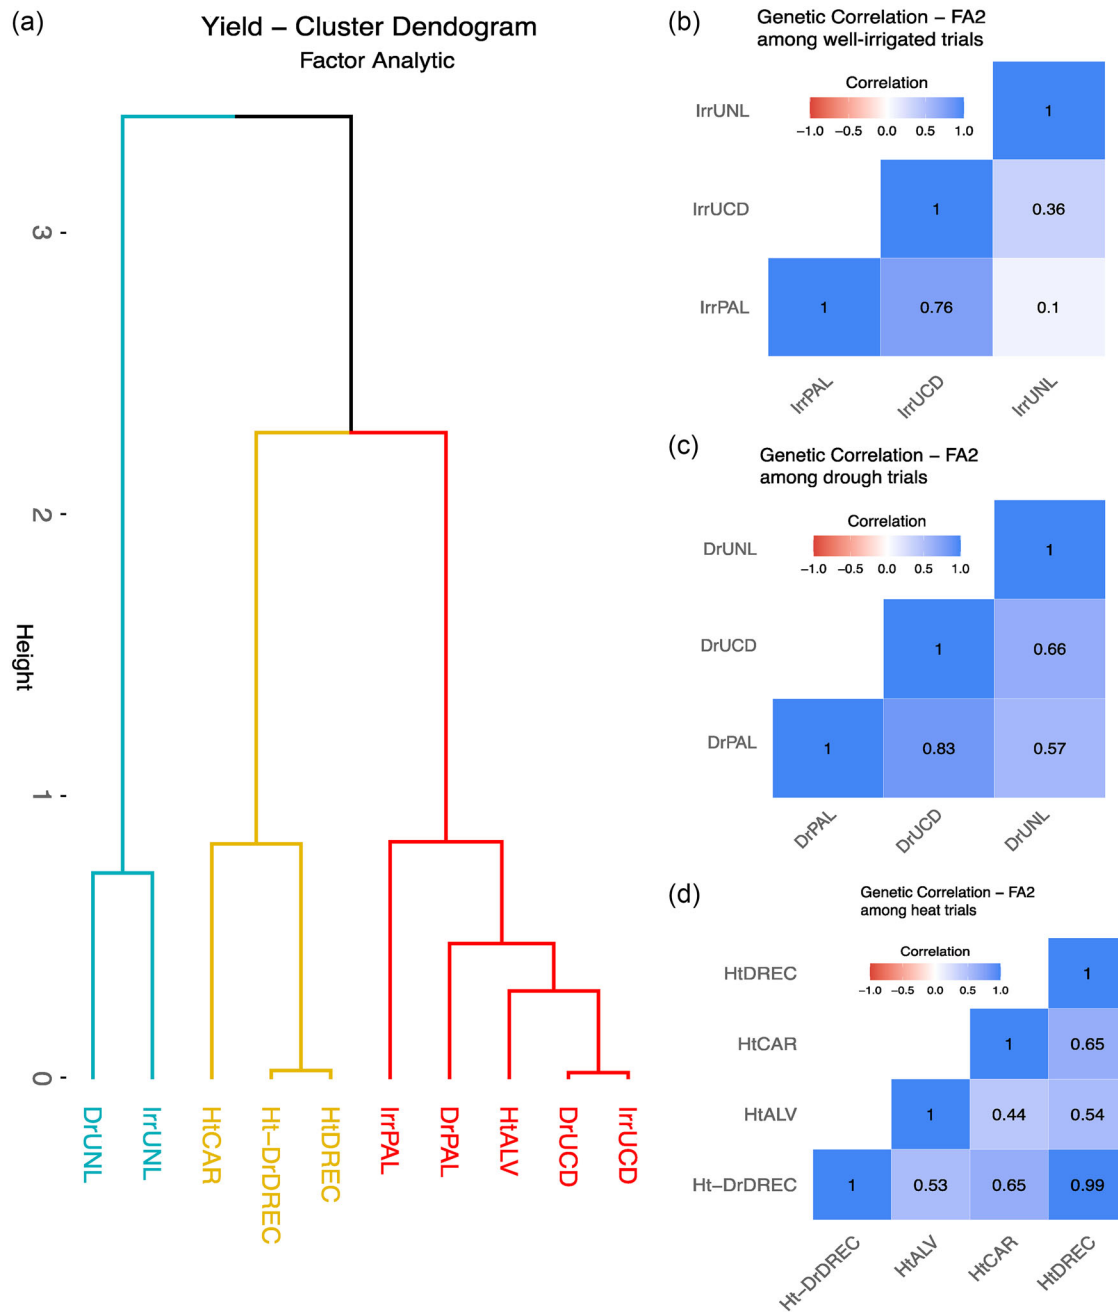 (a)
Yield – Cluster Dendogram
Factor Analytic
Height
3
2
1
0
DrUNL
IrrUNL
HtCAR
Ht–DrDREC
HtDREC
IrrPAL
DrPAL
HtALV
DrUCD
IrrUCD
(b)
Genetic Correlation – FA2
among well-irrigated trials
Correlation
−1.0 −0.5 0.0 0.5 1.0
IrrUNL
1
IrrUCD
1 0.36
IrrPAL
1 0.76 0.1
IrrPAL IrrUCD IrrUNL
(c)
Genetic Correlation – FA2
among drough trials
Correlation
−1.0 −0.5 0.0 0.5 1.0
DrUNL
1
DrUCD
1 0.66
DrPAL
1 0.83 0.57
DrPAL DrUCD DrUNL
(d)
Genetic Correlation – FA2
among heat trials
Correlation
−1.0 −0.5 0.0 0.5 1.0
HtDREC
1
HtCAR
1 0.65
HtALV
1 0.44 0.54
Ht–DrDREC
1 0.53 0.65 0.99
Ht–DrDREC HtALV HtCAR HtDREC